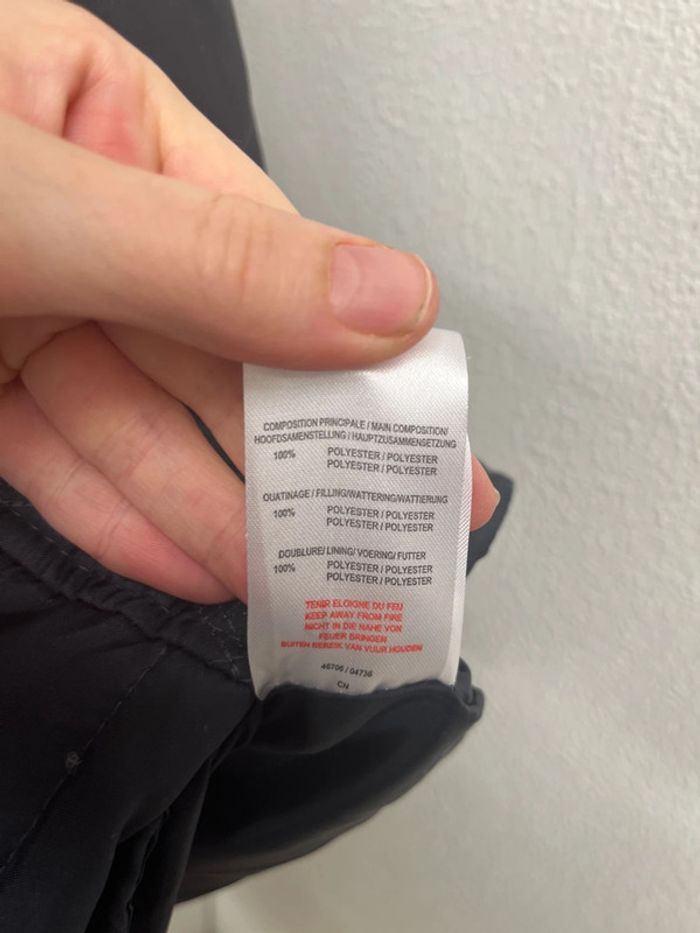 COMPOSITION PRINCIPALE / MAIN COMPOSITION/
HOOFDSAMENSTELLING / HAUPTZUSAMMENSETZUNG
100% POLYESTER / POLYESTER
POLYESTER / POLYESTER
OUATINAGE / FILLING/WATTERING/WATTIERUNG
100% POLYESTER / POLYESTER
POLYESTER / POLYESTER
DOUBLURE/ LINING/ VOERING/ FUTTER
100% POLYESTER / POLYESTER
POLYESTER / POLYESTER
TENIR ELOIGNE DU FEU
KEEP AWAY FROM FIRE
NICHT IN DIE NAHE VON
FEUER BRINGEN
BUITEN BEREIK VAN VUUR HOUDEN
46706 / 04736
CN